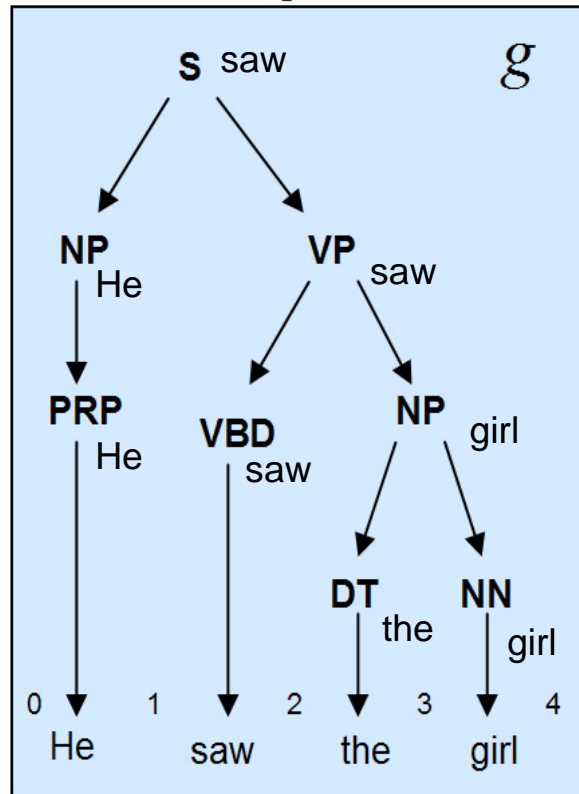 S saw g
NP He VP saw
PRP He VBD saw NP girl
DT the NN girl
0 1 2 3 4
He saw the girl